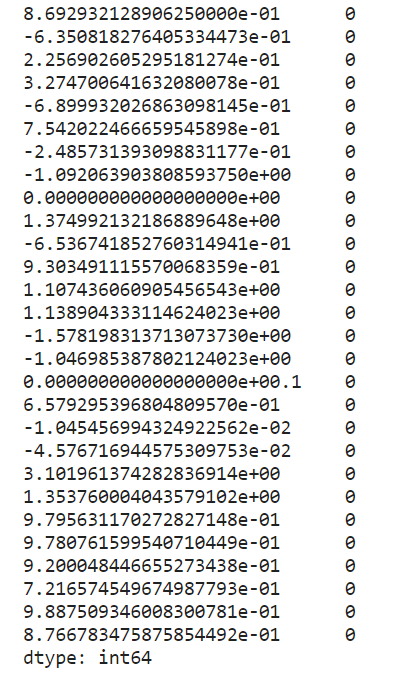 8.692932128906250000e-01 0
-6.350818276405334473e-01 0
2.256902605295181274e-01 0
3.274700641632080078e-01 0
-6.899932026863098145e-01 0
7.542022466659545898e-01 0
-2.485731393098831177e-01 0
-1.092063903808593750e+00 0
0.000000000000000000e+00 0
1.374992132186889648e+00 0
-6.536741852760314941e-01 0
9.303491115570068359e-01 0
1.107436060905456543e+00 0
1.138904333114624023e+00 0
-1.578198313713073730e+00 0
-1.046985387802124023e+00 0
0.000000000000000000e+00.1 0
6.579295396804809570e-01 0
-1.045456994324922562e-02 0
-4.576716944575309753e-02 0
3.101961374282836914e+00 0
1.353760004043579102e+00 0
9.795631170272827148e-01 0
9.780761599540710449e-01 0
9.200048446655273438e-01 0
7.216574549674987793e-01 0
9.887509346008300781e-01 0
8.766783475875854492e-01 0
dtype: int64